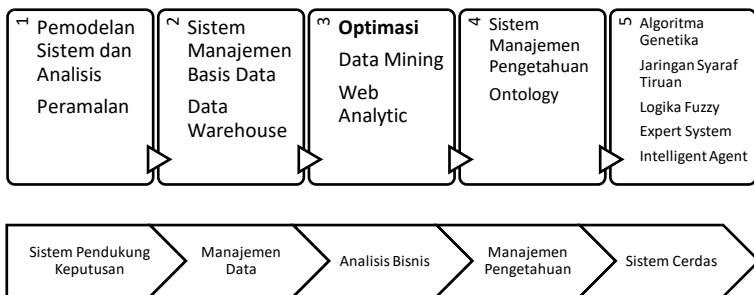 1
Pemodelan
Sistem dan
Analisis
Peramalan
2
Sistem
Manajemen
Basis Data
Data
Warehouse
3
Optimasi
Data Mining
Web
Analytic
4
Sistem
Manajemen
Pengetahuan
Ontology
5
Algoritma
Genetika
Jaringan Syaraf
Tiruan
Logika Fuzzy
Expert System
Intelligent Agent
Sistem Pendukung
Keputusan
Manajemen
Data
Analisis Bisnis
Manajemen
Pengetahuan
Sistem Cerdas